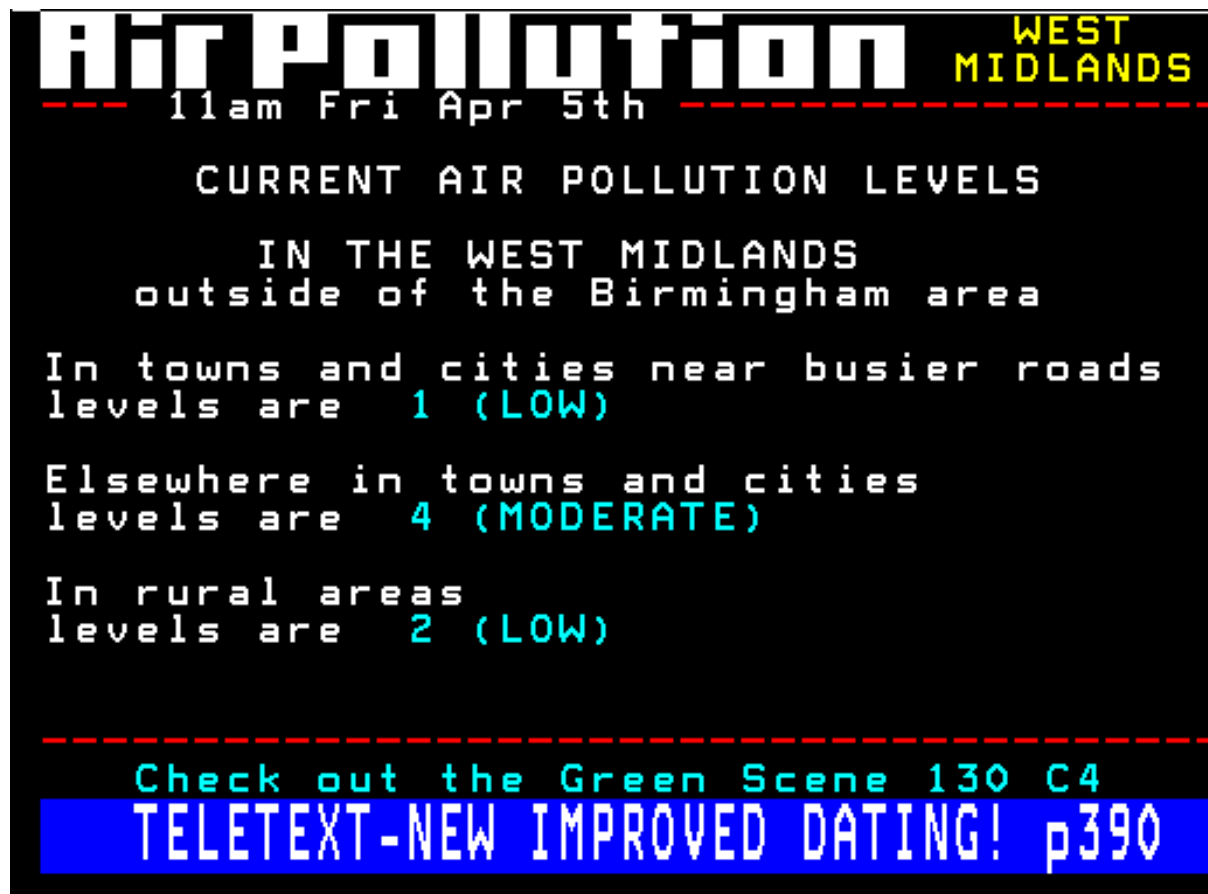 Air Pollution WEST
MIDLANDS
11am Fri Apr 5th
CURRENT AIR POLLUTION LEVELS
IN THE WEST MIDLANDS
outside of the Birmingham area
In towns and cities near busier roads
levels are 1 (LOW)
Elsewhere in towns and cities
levels are 4 (MODERATE)
In rural areas
levels are 2 (LOW)
Check out the Green Scene 130 C4
TELETEXT-NEW IMPROVED DATING! p390